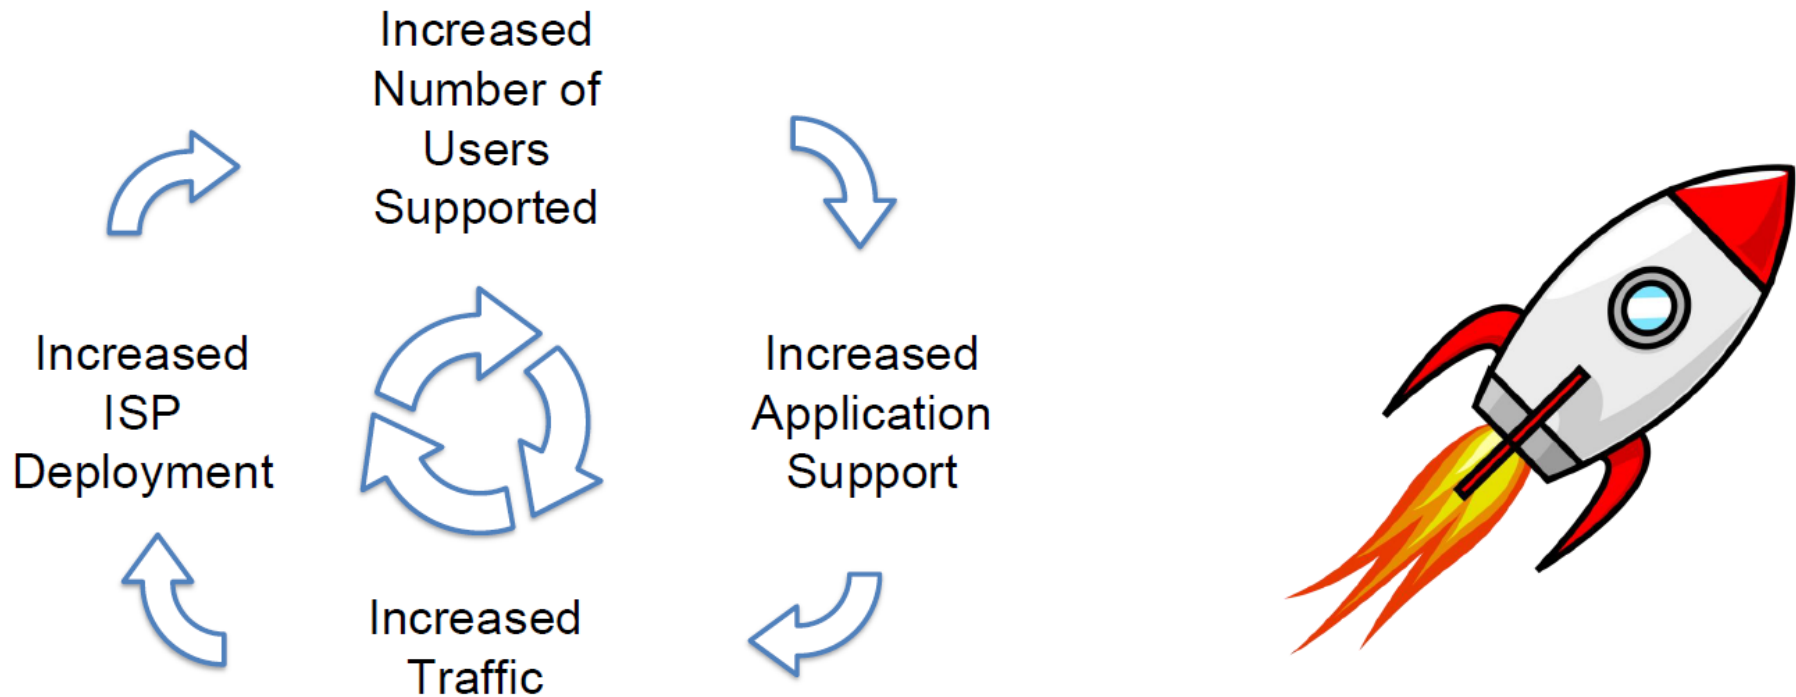 Increased
Number of
Users
Supported
Increased
ISP
Deployment
Increased
Application
Support
Increased
Traffic